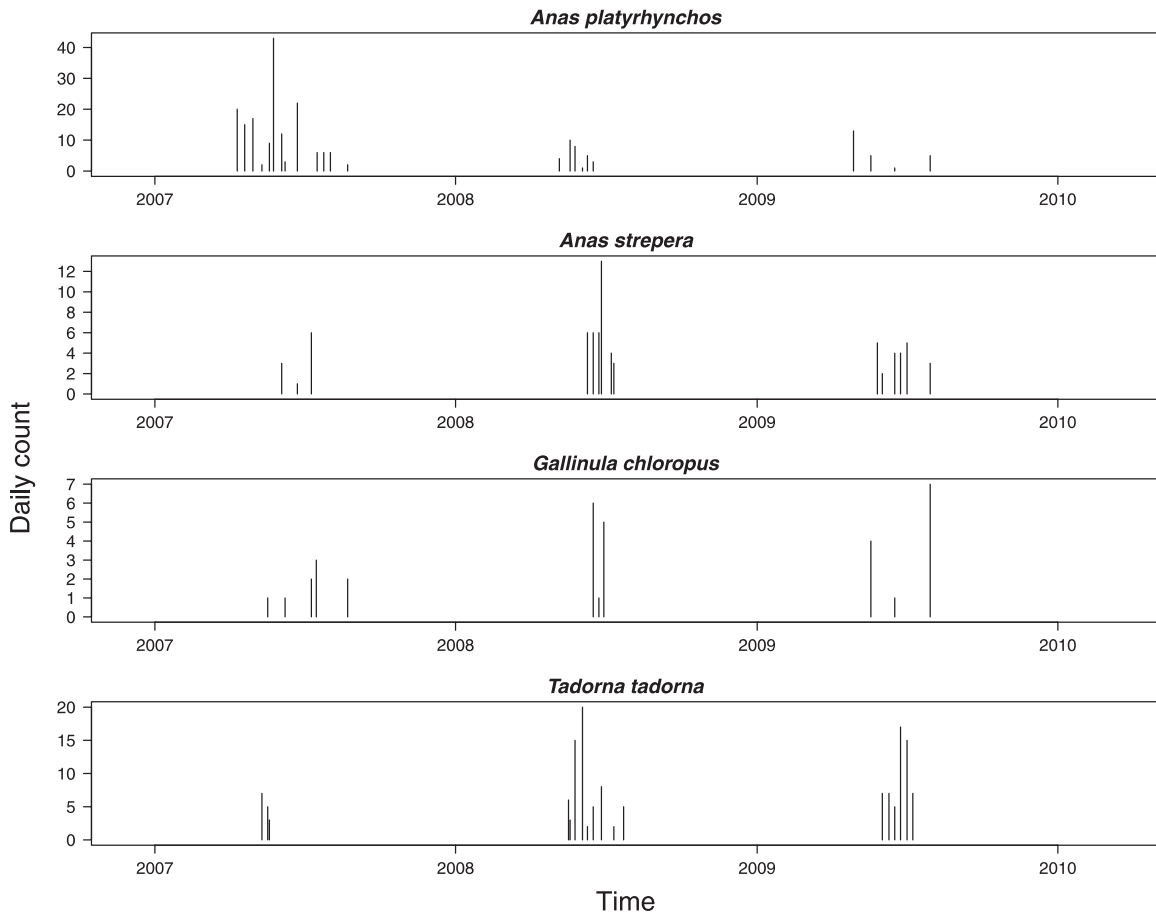 Anas platyrhynchos
40
30
20
10
0
2007 2008 2009 2010
Anas strepera
12
10
8
6
4
2
0
2007 2008 2009 2010
Gallinula chloropus
7
6
5
4
3
2
1
0
2007 2008 2009 2010
Tadorna tadorna
20
15
10
5
0
2007 2008 2009 2010
Daily count
Time